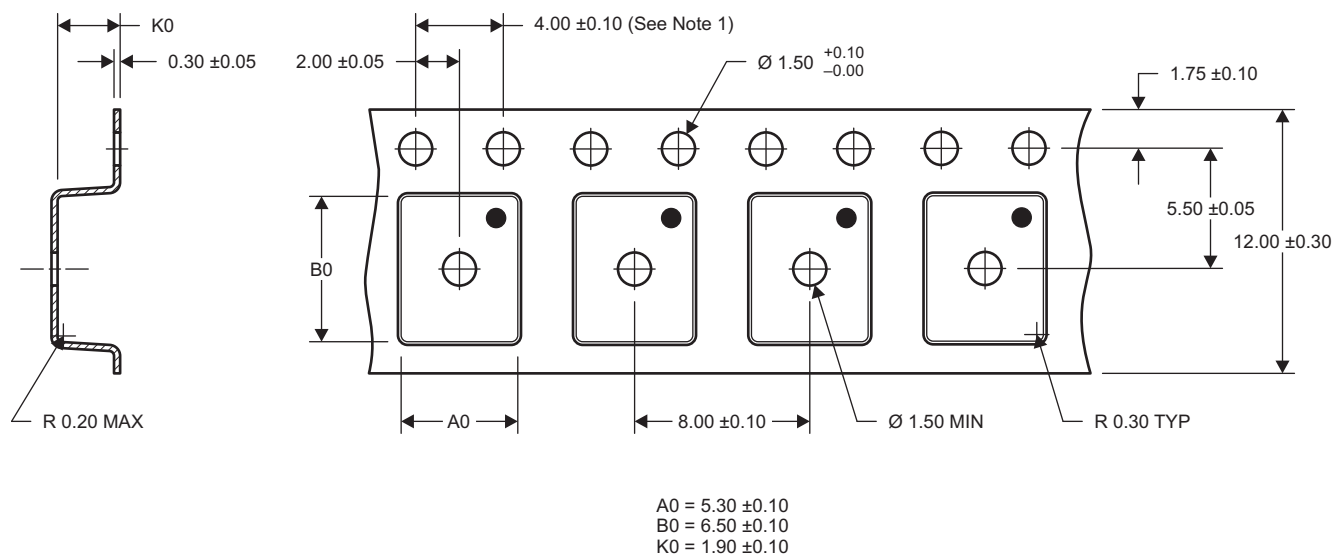 K0
4.00 ±0.10 (See Note 1)
0.30 ±0.05
2.00 ±0.05
Ø 1.50 +0.10 –0.00
1.75 ±0.10
5.50 ±0.05
12.00 ±0.30
B0
R 0.20 MAX
A0
8.00 ±0.10
Ø 1.50 MIN
R 0.30 TYP
A0 = 5.30 ±0.10
B0 = 6.50 ±0.10
K0 = 1.90 ±0.10